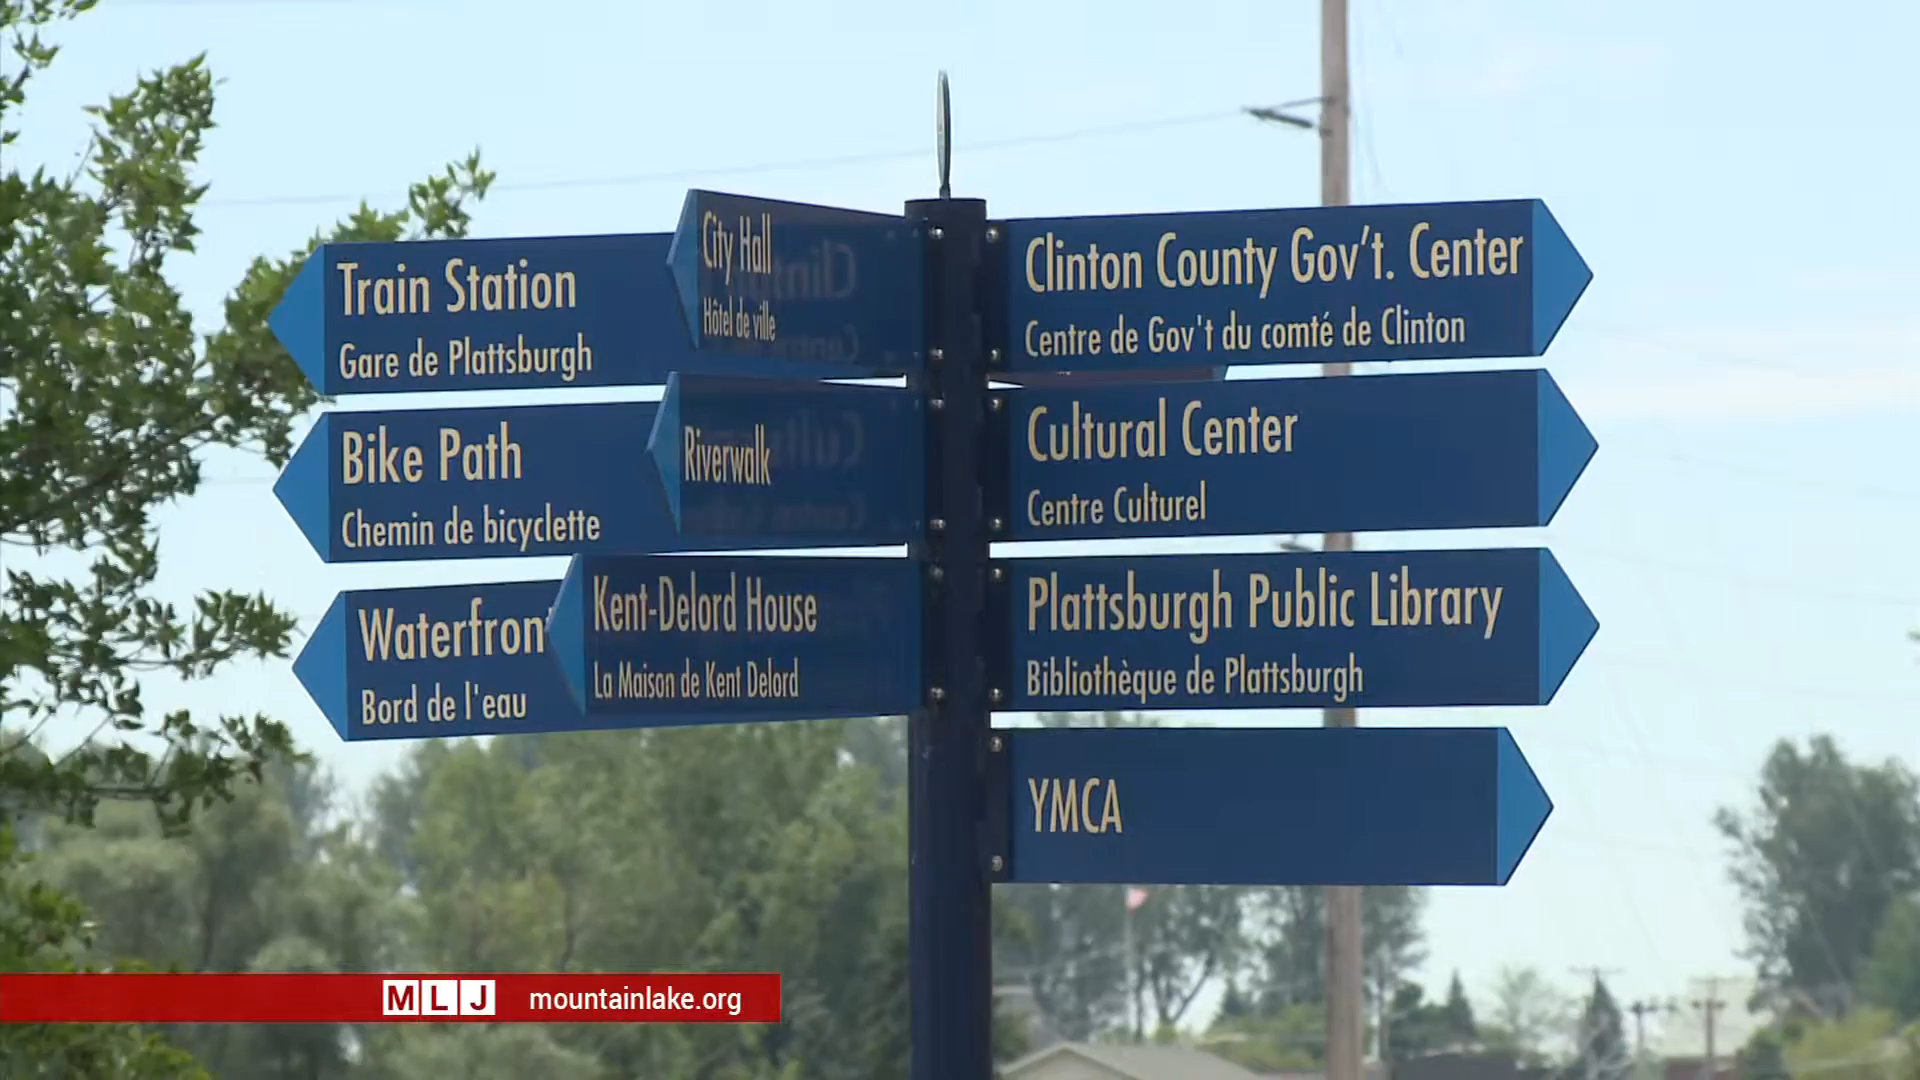 Train Station
Gare de Plattsburgh
City Hall
Hôtel de ville
Clinton County Gov't. Center
Centre de Gov't du comté de Clinton
Bike Path
Chemin de bicyclette
Riverwalk
Cultural Center
Centre Culturel
Waterfront
Bord de l'eau
Kent-Delord House
La Maison de Kent Delord
Plattsburgh Public Library
Bibliothèque de Plattsburgh
YMCA
MLJ mountainlake.org